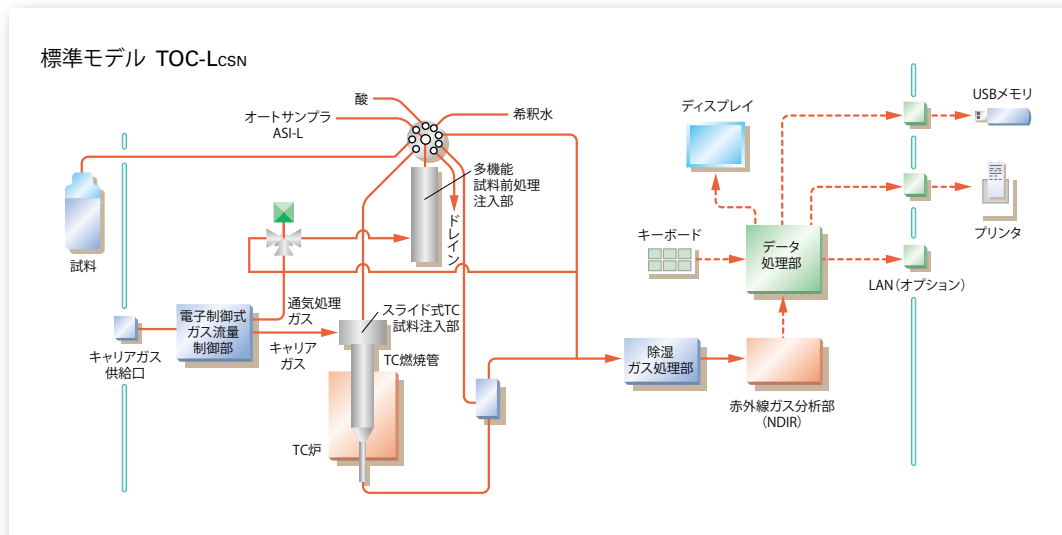 標準モデル TOC-LCSN
酸
オートサンプラ
ASI-L
希釈水
多機能
試料前処理
注入部
ドレイン
試料
通気処理
ガス
電子制御式
ガス流量
制御部
キャリアガス
供給口
キャリア
ガス
スライド式TC
試料注入部
TC燃焼管
TC炉
ディスプレイ
キーボード
データ
処理部
USBメモリ
プリンタ
LAN(オプション)
除湿
ガス処理部
赤外線ガス分析部
(NDIR)